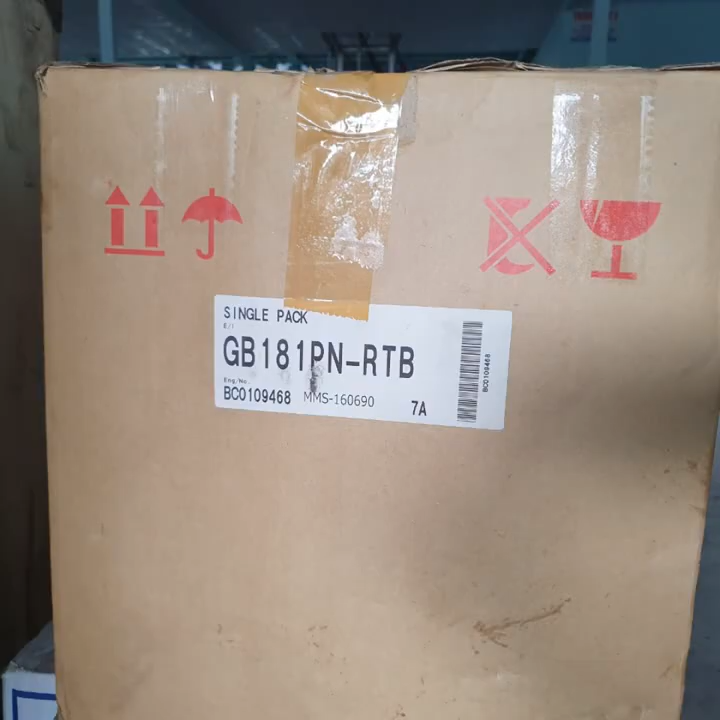 SINGLE PACK
E/I
GB181PN-RTB
Eng/No.
BC0109468 MMS-160690 7A
BC0109468